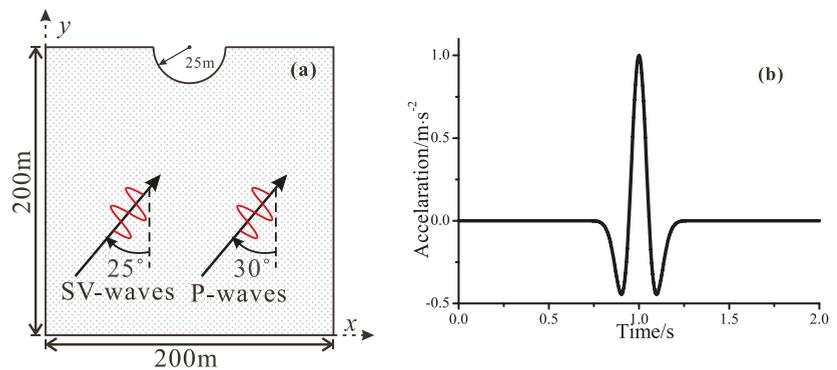 y
25m
(a)
200m
25°
30°
SV-waves
P-waves
x
200m
(b)
Accelaration/m·s-2
1.0
0.5
0.0
-0.5
0.0
0.5
1.0
1.5
2.0
Time/s